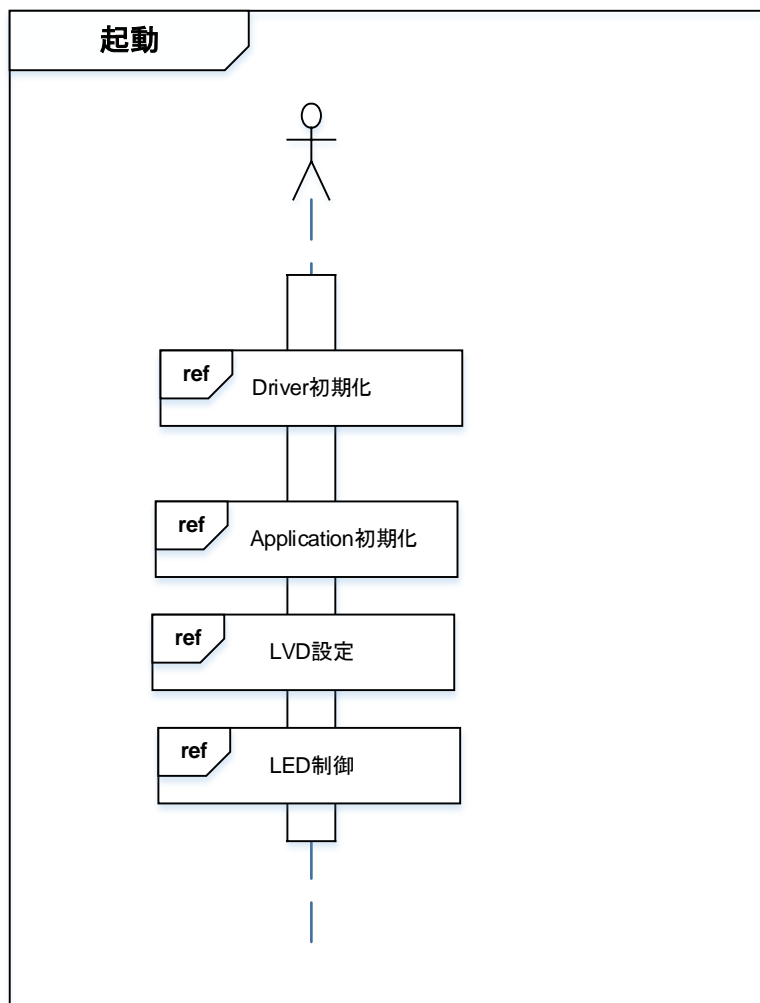 起動
ref
Driver初期化
ref
Application初期化
ref
LVD設定
ref
LED制御